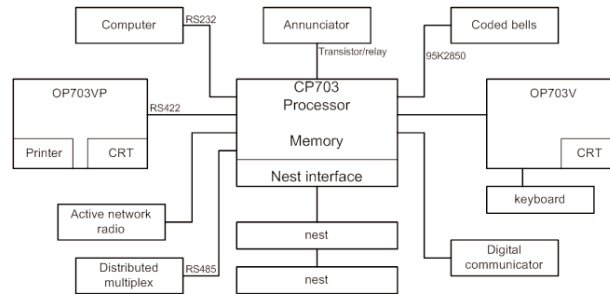 Computer
RS232
Annunciator
Coded bells
Transistor/relay
95K2850
OP703VP
RS422
CP703
Processor
OP703V
Memory
Printer
CRT
CRT
Nest interface
keyboard
Active network
radio
nest
Distributed
multiplex
RS485
nest
Digital
communicator